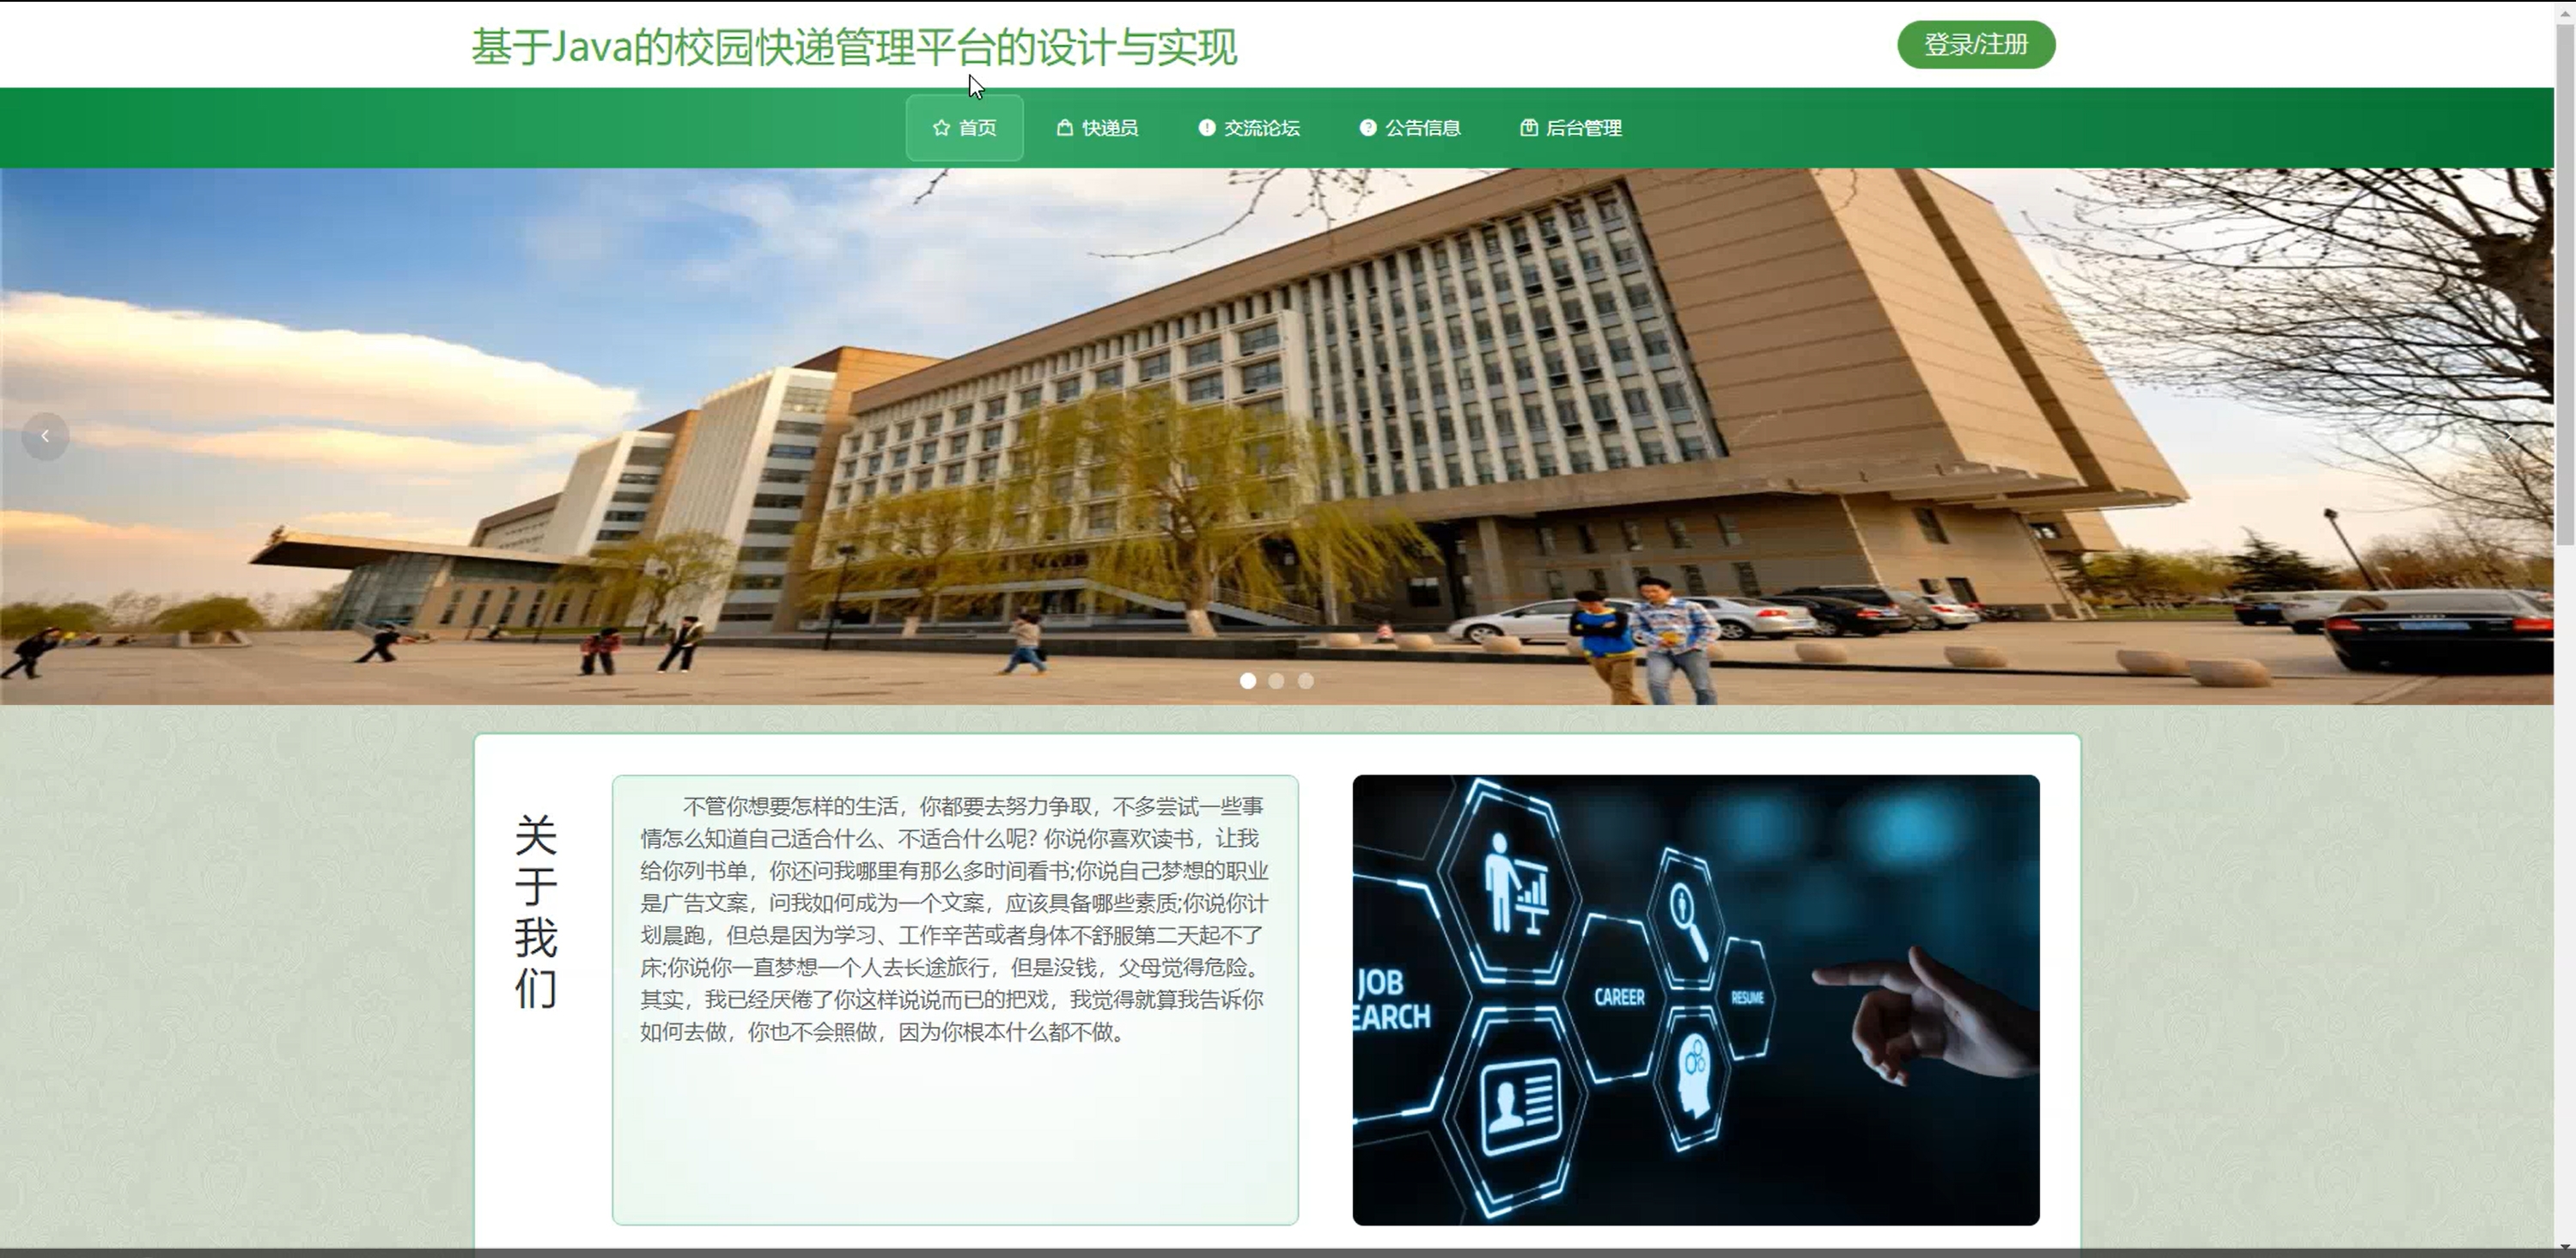 基于Java的校园快递管理平台的设计与实现
登录/注册
首页
快递员
交流论坛
公告信息
后台管理
关于我们
不管你想要怎样的生活，你都要去努力争取，不多尝试一些事
情怎么知道自己适合什么、不适合什么呢? 你说你喜欢读书，让我
给你列书单，你还问我哪里有那么多时间看书;你说自己梦想的职业
是广告文案，问我如何成为一个文案，应该具备哪些素质;你说你计
划晨跑，但总是因为学习、工作辛苦或者身体不舒服第二天起不了
床;你说你一直梦想一个人去长途旅行，但是没钱，父母觉得危险。
其实，我已经厌倦了你这样说说而已的把戏，我觉得就算我告诉你
如何去做，你也不会照做，因为你根本什么都不做。
JOB
EARCH
CAREER
RESUME